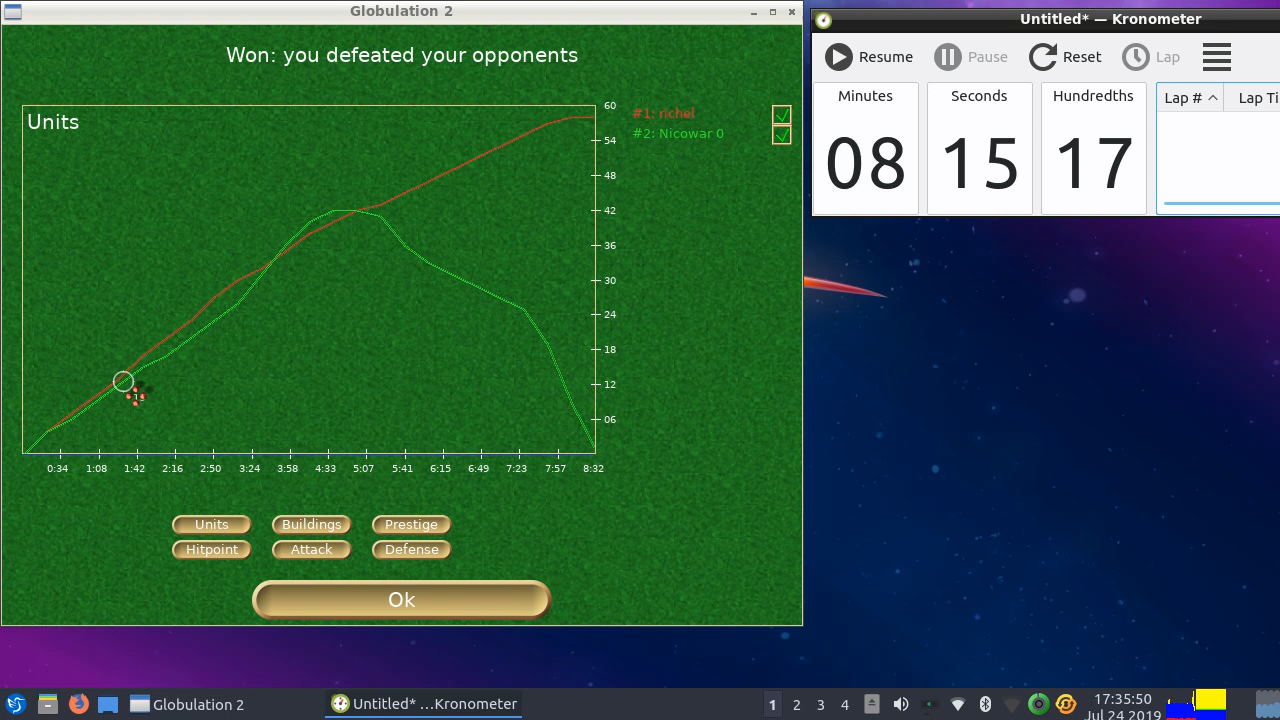 Globulation 2
Won: you defeated your opponents
Units
60
54
48
42
36
30
24
18
12
06
0:34 1:08 1:42 2:16 2:50 3:24 3:58 4:33 5:07 5:41 6:15 6:49 7:23 7:57 8:32
#1: richel
#2: Nicowar 0
Units Buildings Prestige
Hitpoint Attack Defense
Ok
Untitled* — Kronometer
Resume Pause Reset Lap
Minutes Seconds Hundredths Lap # Lap Ti
08 15 17
Globulation 2 Untitled* ...Kronometer 1 2 3 4
17:35:50
Jul 24 2019